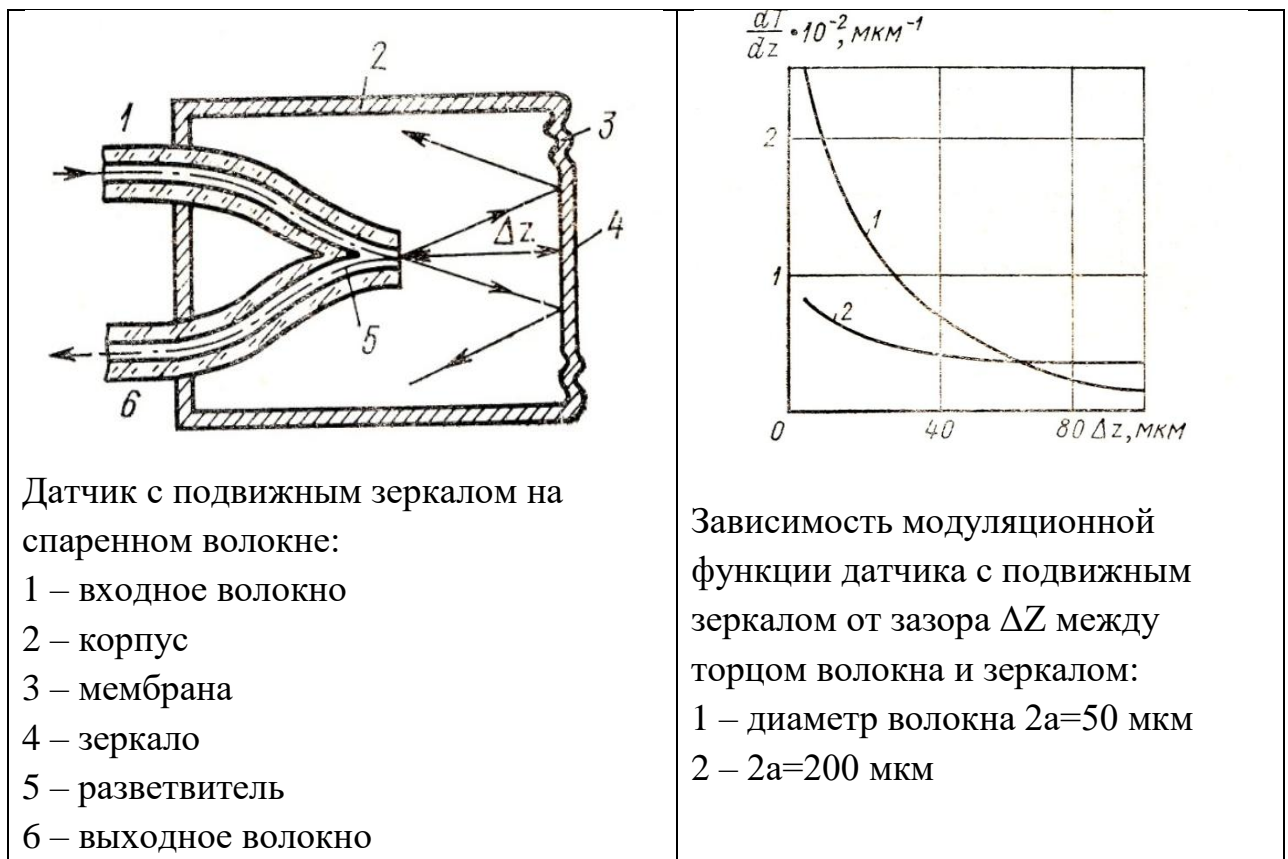 1
2
3
Δz
4
5
6
Датчик с подвижным зеркалом на
спаренном волокне:
1 – входное волокно
2 – корпус
3 – мембрана
4 – зеркало
5 – разветвитель
6 – выходное волокно
dT/dz · 10⁻², мкм⁻¹
2
1
1
2
0
40
80 Δz, мкм
Зависимость модуляционной
функции датчика с подвижным
зеркалом от зазора ΔZ между
торцом волокна и зеркалом:
1 – диаметр волокна 2a=50 мкм
2 – 2a=200 мкм